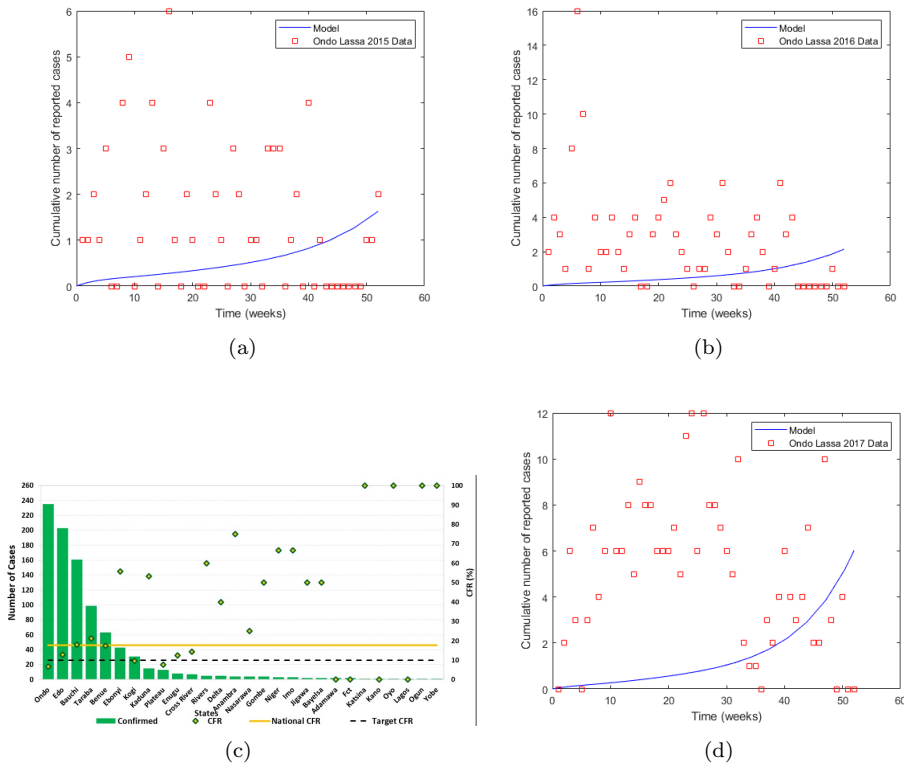 Model
Ondo Lassa 2015 Data
Cumulative number of reported cases
6
5
4
3
2
1
0
0 10 20 30 40 50 60
Time (weeks)
(a)
Model
Ondo Lassa 2016 Data
Cumulative number of reported cases
16
14
12
10
8
6
4
2
0
0 10 20 30 40 50 60
Time (weeks)
(b)
Number of Cases
260
240
220
200
180
160
140
120
100
80
60
40
20
0
100
90
80
70
60
50
40
30
20
10
0
CFR (%)
Ondo Edo Bauchi Taraba Benue Ebonyi Kogi Kaduna Plateau Enugu Cross River Rivers Delta Anambra Nasarawa Gombe Niger Imo Jigawa Bayelsa Adamawa Fct Katsina Kano Oyo Lagos Ogun Yobe
States
Confirmed CFR National CFR Target CFR
(c)
Model
Ondo Lassa 2017 Data
Cumulative number of reported cases
12
10
8
6
4
2
0
0 10 20 30 40 50 60
Time (weeks)
(d)